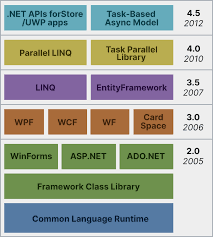 .NET APIs forStore
/UWP apps
Task-Based
Async Model
4.5
2012
Parallel LINQ
Task Parallel
Library
4.0
2010
LINQ
EntityFramework
3.5
2007
WPF
WCF
WF
Card
Space
3.0
2006
WinForms
ASP.NET
ADO.NET
2.0
2005
Framework Class Library
Common Language Runtime